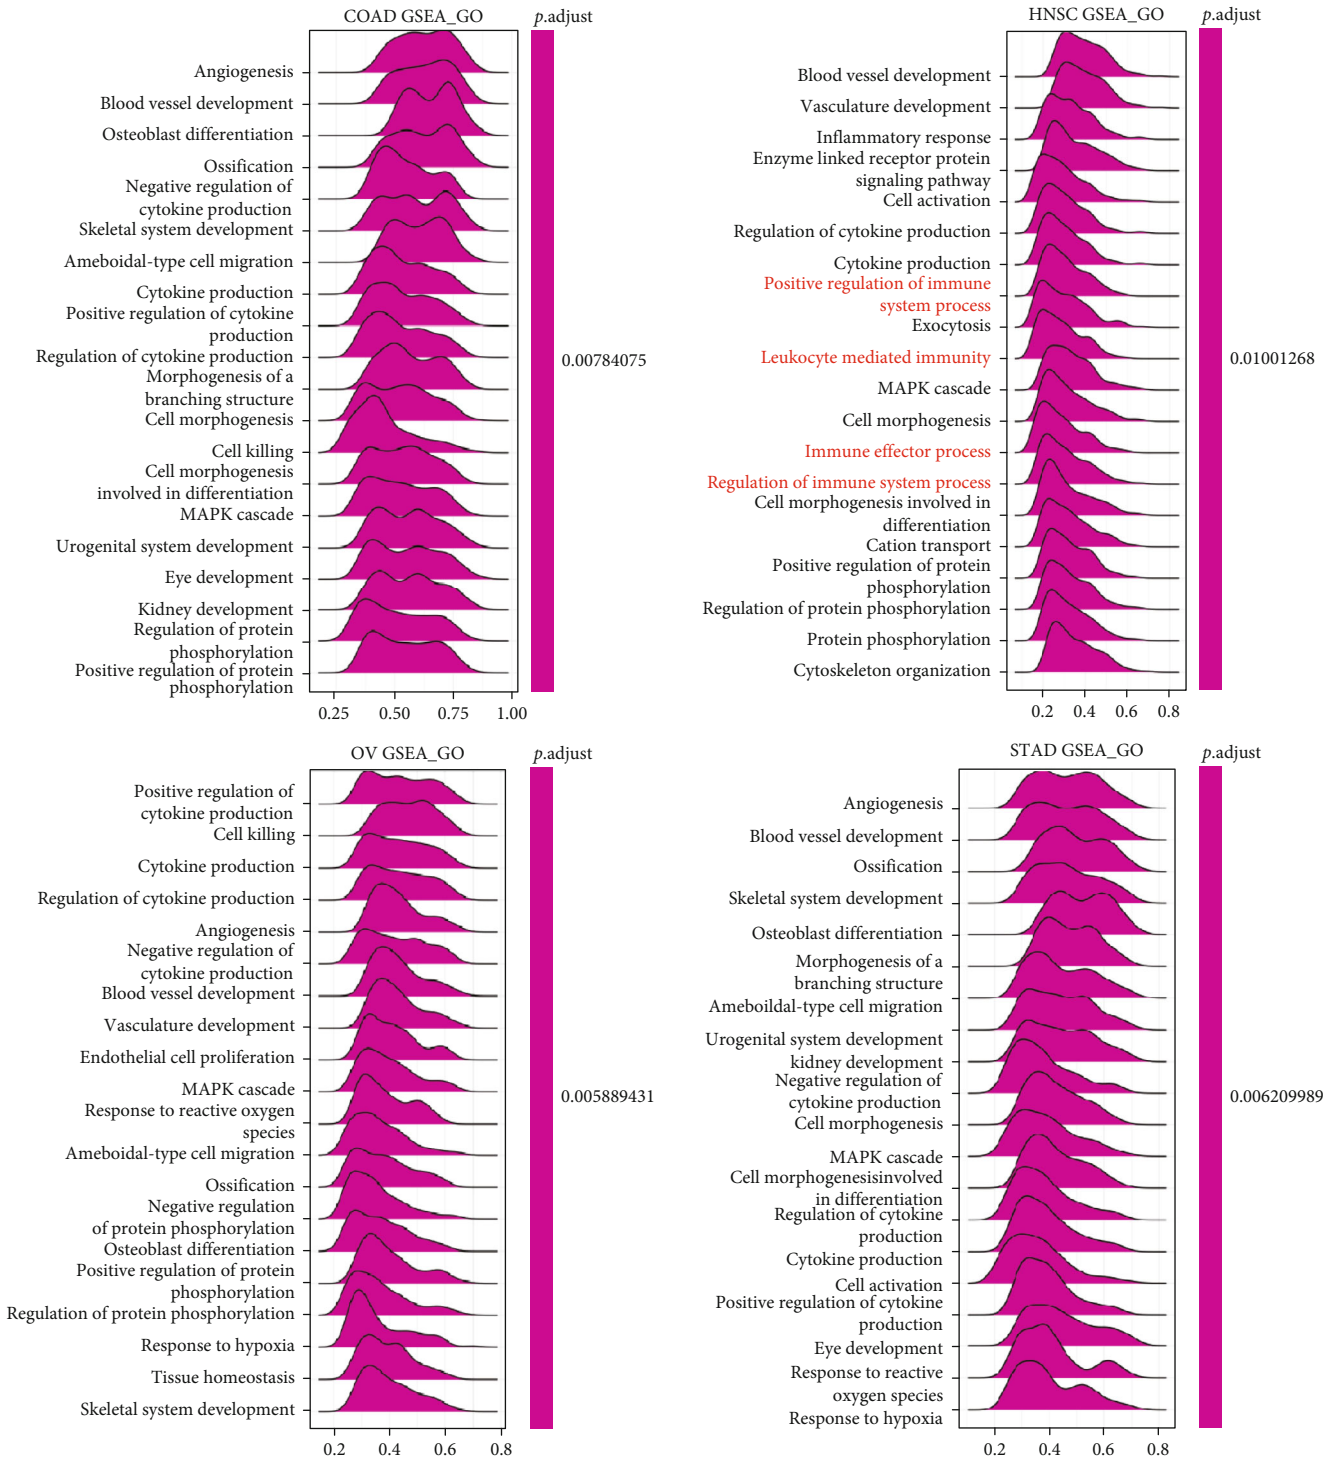 COAD GSEA_GO
p.adjust
Angiogenesis
Blood vessel development
Osteoblast differentiation
Ossification
Negative regulation of
cytokine production
Skeletal system development
Ameboidal-type cell migration
Cytokine production
Positive regulation of cytokine
production
Regulation of cytokine production
Morphogenesis of a
branching structure
Cell morphogenesis
Cell killing
Cell morphogenesis
involved in differentiation
MAPK cascade
Urogenital system development
Eye development
Kidney development
Regulation of protein
phosphorylation
Positive regulation of protein
phosphorylation
0.00784075
0.25 0.50 0.75 1.00
HNSC GSEA_GO
p.adjust
Blood vessel development
Vasculature development
Inflammatory response
Enzyme linked receptor protein
signaling pathway
Cell activation
Regulation of cytokine production
Cytokine production
Positive regulation of immune
system process
Exocytosis
Leukocyte mediated immunity
MAPK cascade
Cell morphogenesis
Immune effector process
Regulation of immune system process
Cell morphogenesis involved in
differentiation
Cation transport
Positive regulation of protein
phosphorylation
Regulation of protein phosphorylation
Protein phosphorylation
Cytoskeleton organization
0.01001268
0.2 0.4 0.6 0.8
OV GSEA_GO
p.adjust
Positive regulation of
cytokine production
Cell killing
Cytokine production
Regulation of cytokine production
Angiogenesis
Negative regulation of
cytokine production
Blood vessel development
Vasculature development
Endothelial cell proliferation
MAPK cascade
Response to reactive oxygen
species
Ameboidal-type cell migration
Ossification
Negative regulation
of protein phosphorylation
Osteoblast differentiation
Positive regulation of protein
phosphorylation
Regulation of protein phosphorylation
Response to hypoxia
Tissue homeostasis
Skeletal system development
0.005889431
0.2 0.4 0.6 0.8
STAD GSEA_GO
p.adjust
Angiogenesis
Blood vessel development
Ossification
Skeletal system development
Osteoblast differentiation
Morphogenesis of a
branching structure
Ameboildal-type cell migration
Urogenital system development
kidney development
Negative regulation of
cytokine production
Cell morphogenesis
MAPK cascade
Cell morphogenesisinvolved
in differentiation
Regulation of cytokine
production
Cytokine production
Cell activation
Positive regulation of cytokine
production
Eye development
Response to reactive
oxygen species
Response to hypoxia
0.006209989
0.2 0.4 0.6 0.8